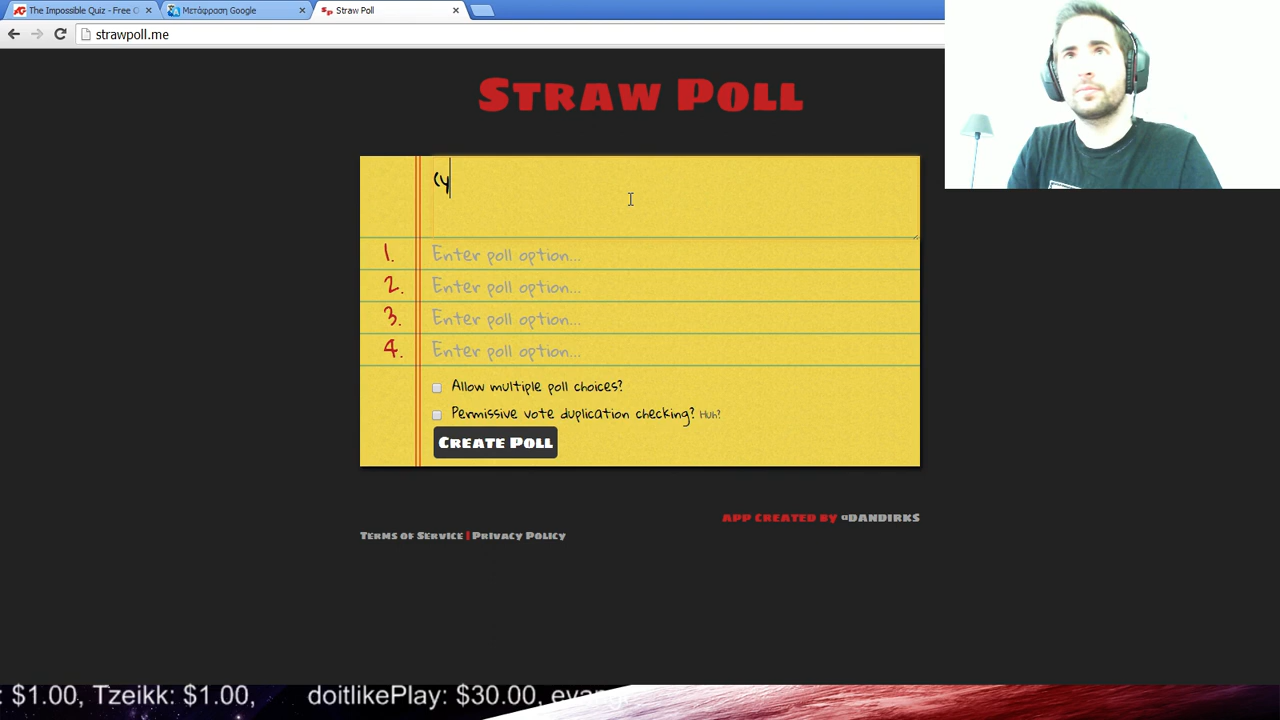 The Impossible Quiz - Free O
Μετάφραση Google
Straw Poll
strawpoll.me
STRAW POLL
(y
1. Enter poll option...
2. Enter poll option...
3. Enter poll option...
4. Enter poll option...
Allow multiple poll choices?
Permissive vote duplication checking? Huh?
CREATE POLL
APP CREATED BY @DANDIRKS
TERMS OF SERVICE | PRIVACY POLICY
: $1.00, Tzeikk: $1.00, doitlikePlay: $30.00,